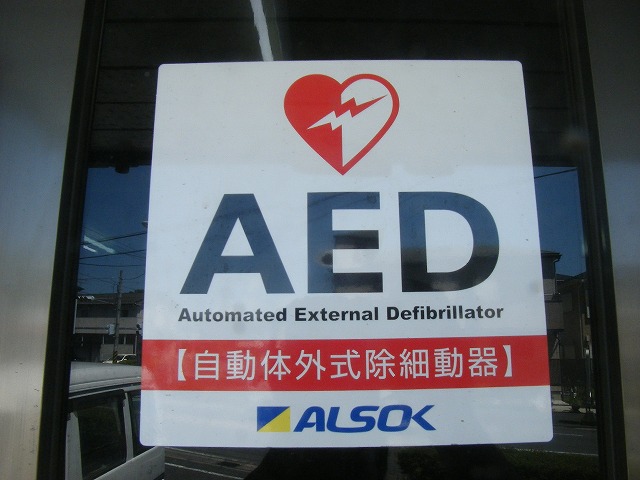 AED
Automated External Defibrillator
【自動体外式除細動器】
ALSOK